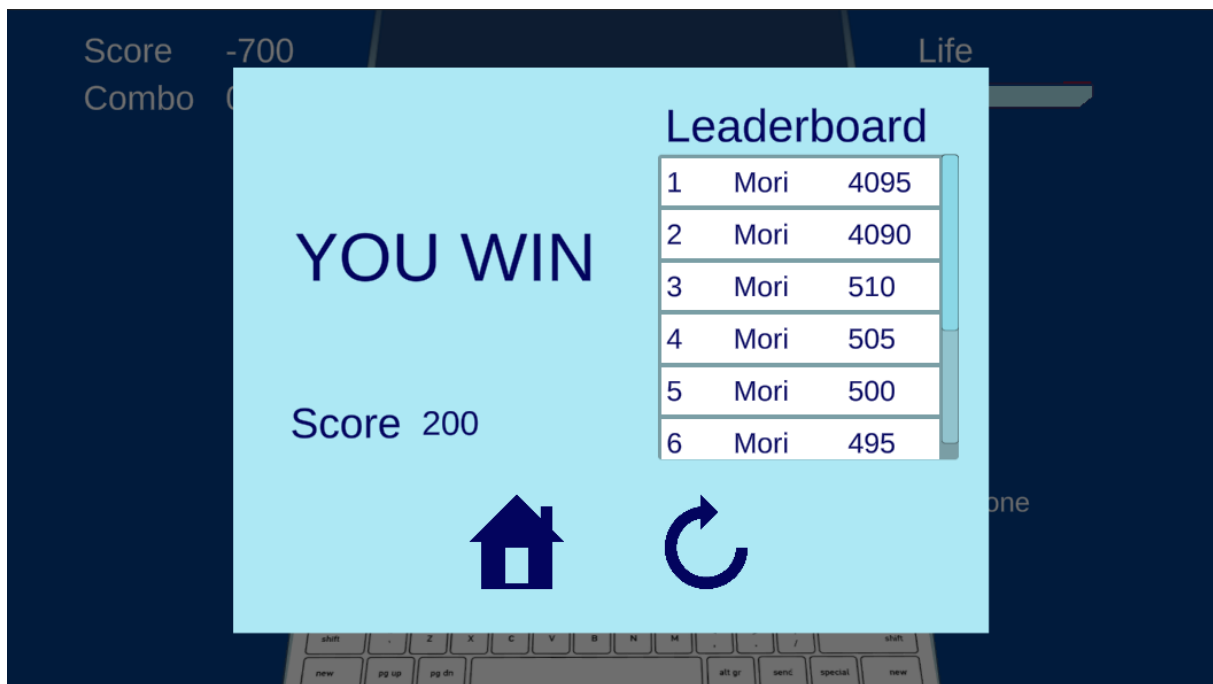 Score -700
Life
Combo
Leaderboard
1 Mori 4095
2 Mori 4090
3 Mori 510
4 Mori 505
5 Mori 500
6 Mori 495
YOU WIN
Score 200
one
shift . Z X C V B N M , . / shift
new pg up pg dn alt gr send special new